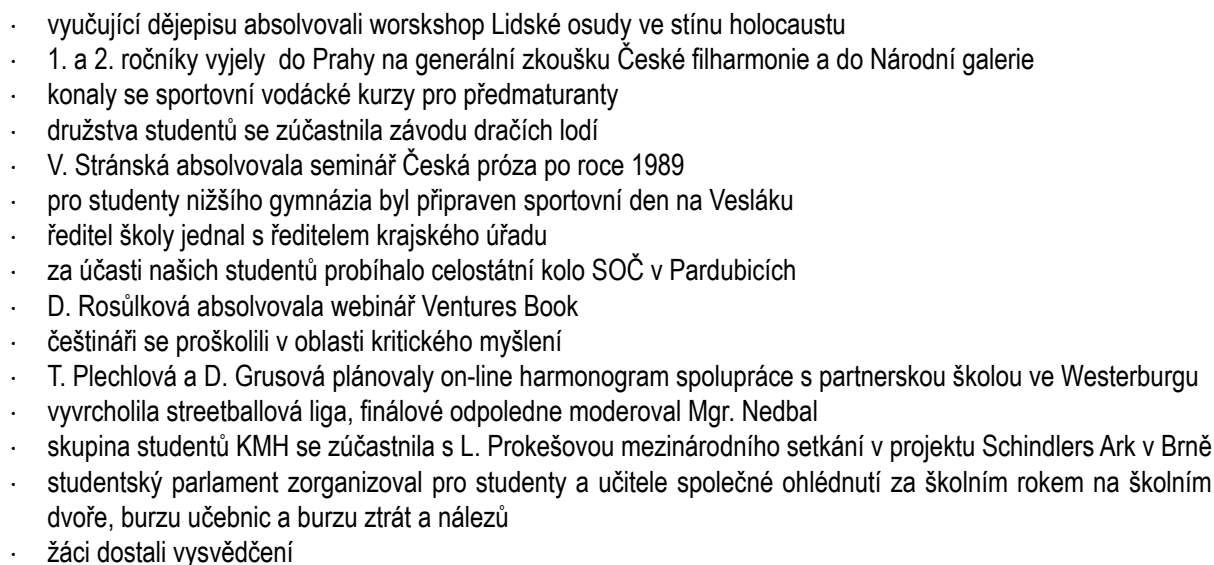 · vyučující dějepisu absolvovali worskshop Lidské osudy ve stínu holocaustu
· 1. a 2. ročníky vyjely  do Prahy na generální zkoušku České filharmonie a do Národní galerie
· konaly se sportovní vodácké kurzy pro předmaturanty
· družstva studentů se zúčastnila závodu dračích lodí
· V. Stránská absolvovala seminář Česká próza po roce 1989
· pro studenty nižšího gymnázia byl připraven sportovní den na Vesláku
· ředitel školy jednal s ředitelem krajského úřadu
· za účasti našich studentů probíhalo celostátní kolo SOČ v Pardubicích
· D. Rosůlková absolvovala webinář Ventures Book
· češtináři se proškolili v oblasti kritického myšlení
· T. Plechlová a D. Grusová plánovaly on-line harmonogram spolupráce s partnerskou školou ve Westerburgu
· vyvrcholila streetballová liga, finálové odpoledne moderoval Mgr. Nedbal
· skupina studentů KMH se zúčastnila s L. Prokešovou mezinárodního setkání v projektu Schindlers Ark v Brně
· studentský parlament zorganizoval pro studenty a učitele společné ohlédnutí za školním rokem na školním
dvoře, burzu učebnic a burzu ztrát a nálezů
· žáci dostali vysvědčení